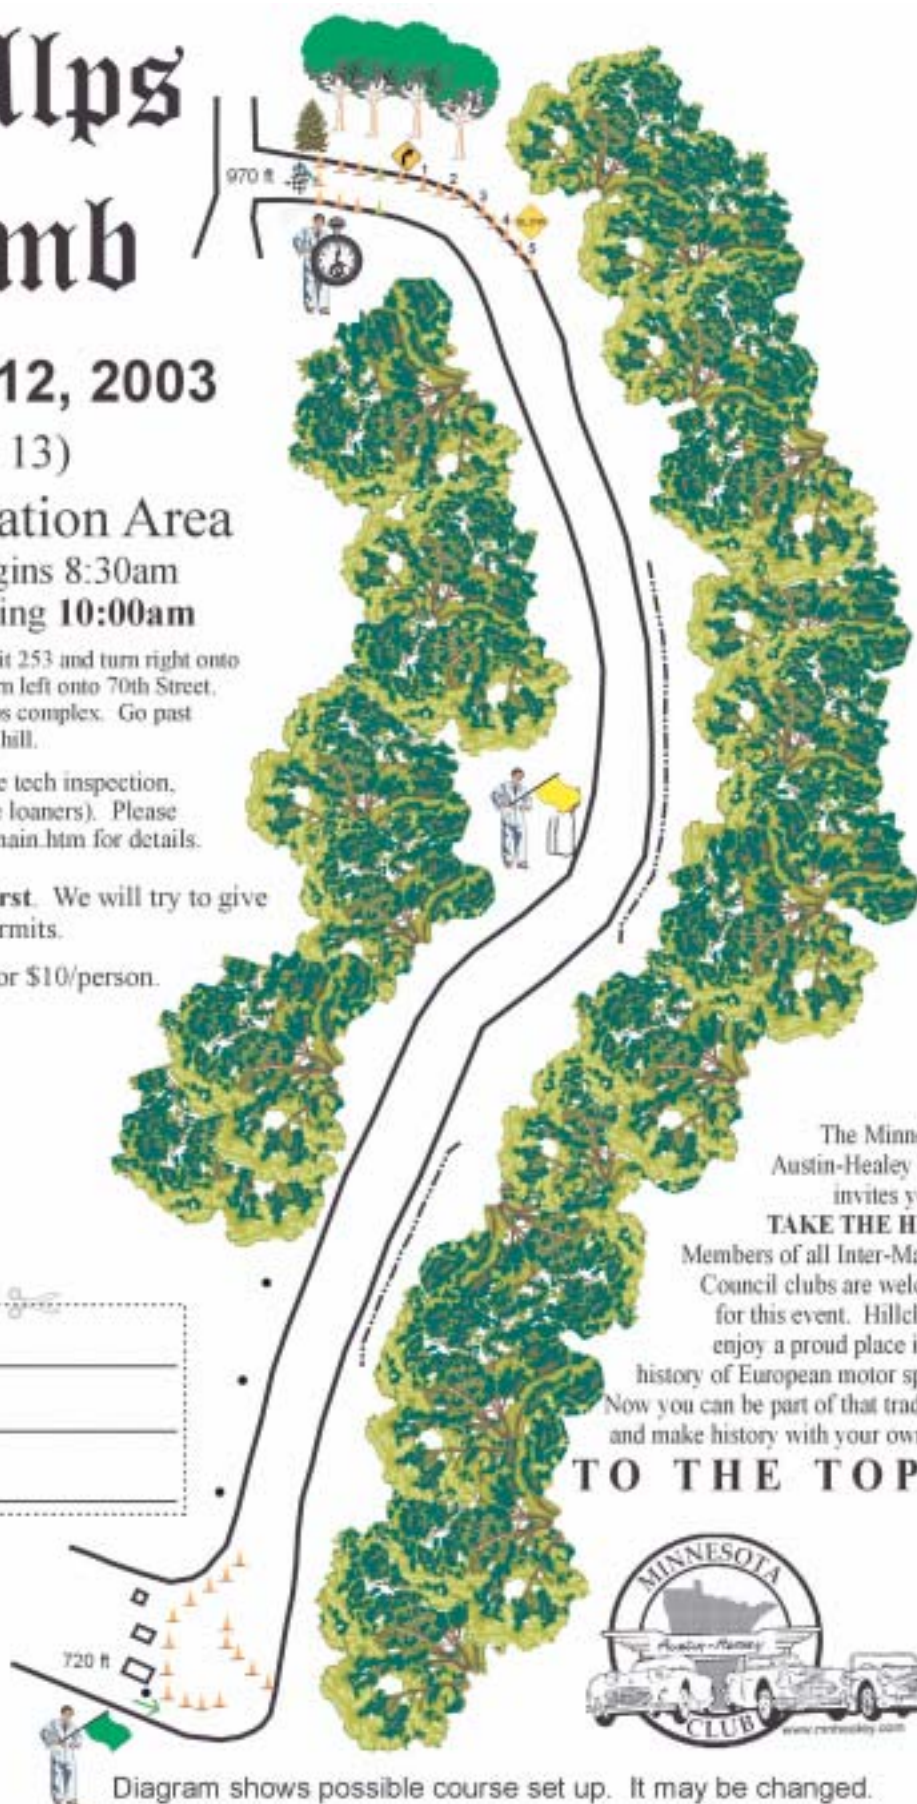 llps
mb
12, 2003
13)
ation Area
gins 8:30am
ing 10:00am
it 253 and turn right onto
rn left onto 70th Street.
s complex. Go past
hill.
e tech inspection,
e loaners). Please
nain.htm for details.
rst. We will try to give
rmits.
or $10/person.
970 ft
1
2
3
4
5
SLOW
720 ft
The Minne
Austin-Healey
invites y
TAKE THE H
Members of all Inter-Ma
Council clubs are welc
for this event. Hillcl
enjoy a proud place i
history of European motor sp
Now you can be part of that trad
and make history with your own
TO THE TOP
MINNESOTA
Austin-Healey
CLUB
www.mnhealey.com
Diagram shows possible course set up. It may be changed.